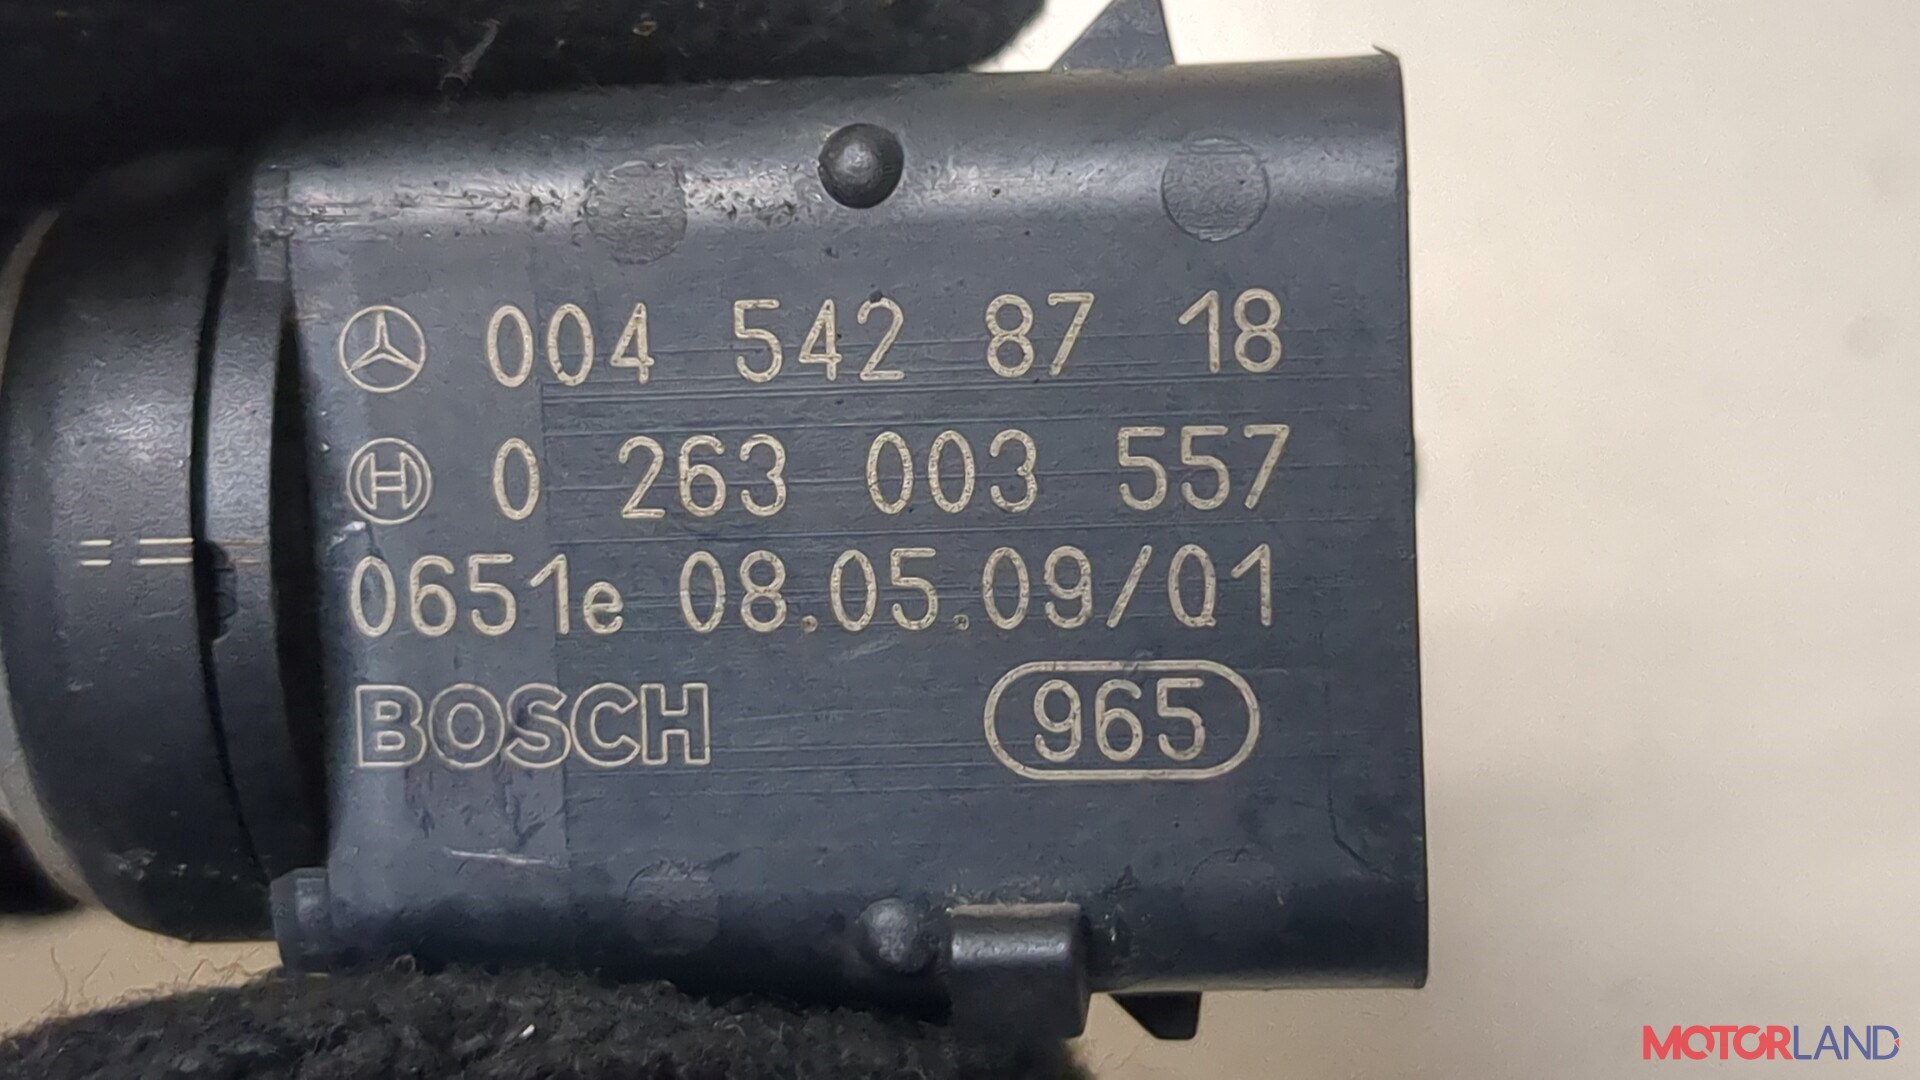 004 542 87 18
0 263 003 557
0651e 08.05.09/01
BOSCH 965
MOTORLAND